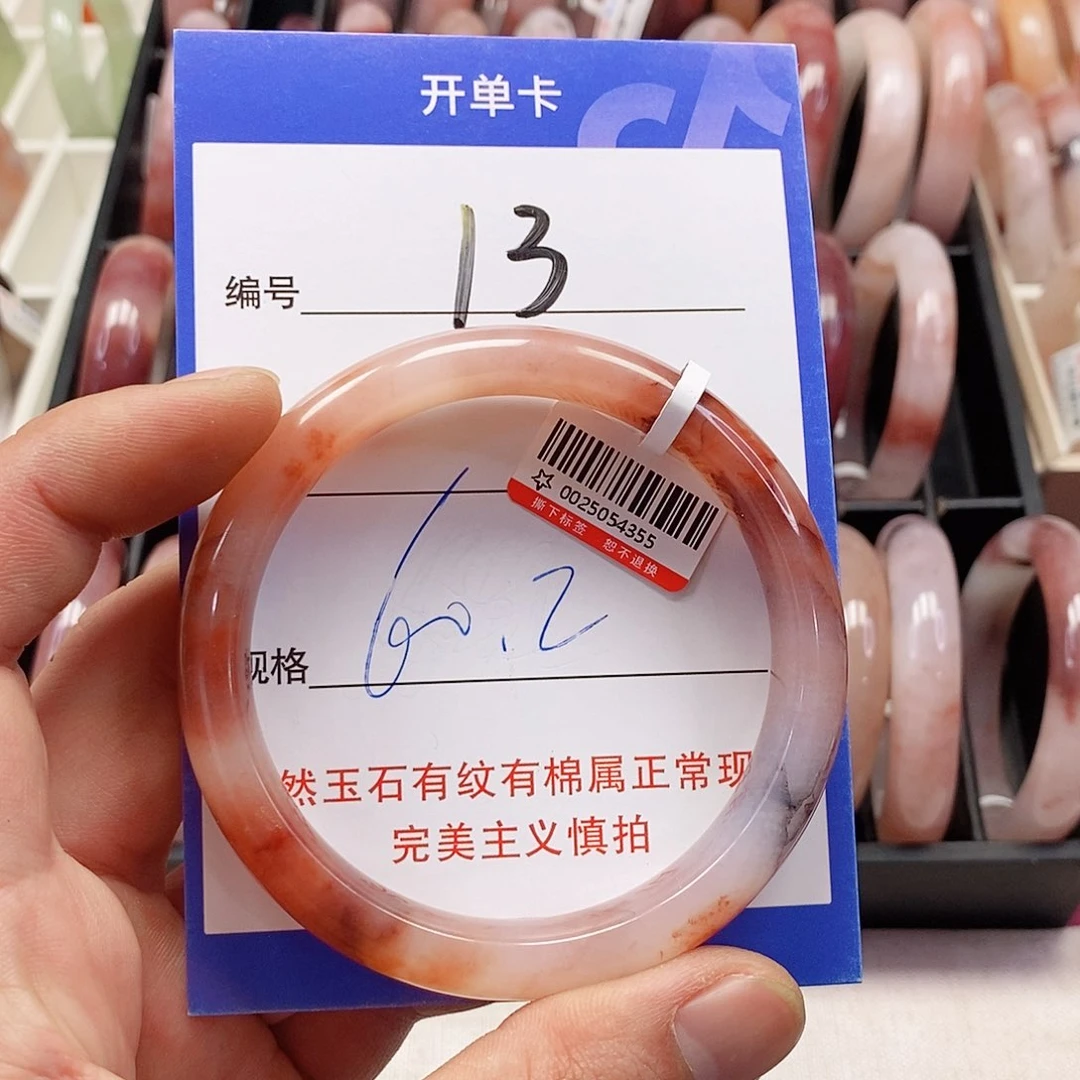 开单卡
编号 13
0025054355
撕下标签 恕不退换
规格 60.2
然玉石有纹有棉属正常现
完美主义慎拍